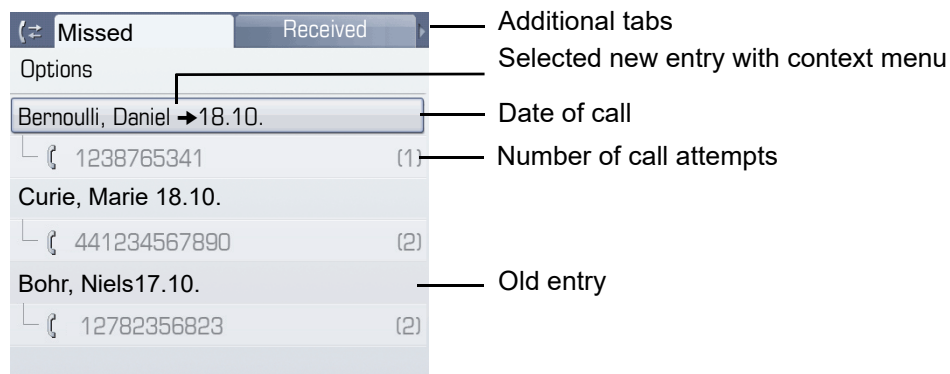 Missed Received Additional tabs
Options Selected new entry with context menu
Bernoulli, Daniel ➔18.10. Date of call
1238765341 (1) Number of call attempts
Curie, Marie 18.10.
441234567890 (2)
Bohr, Niels17.10. Old entry
12782356823 (2)